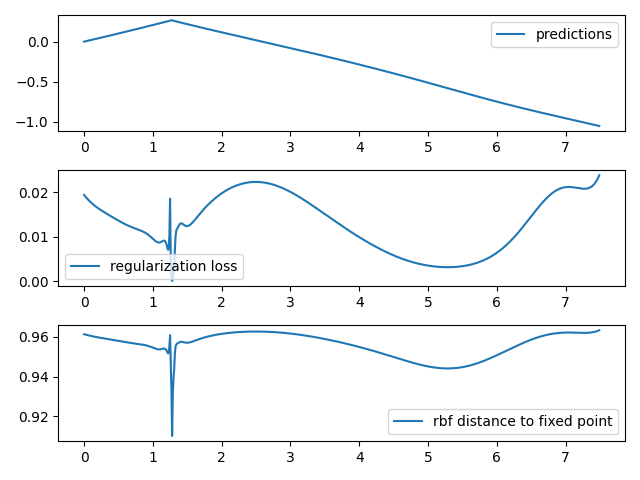 0.0
−0.5
−1.0
predictions
0 1 2 3 4 5 6 7
0.02
0.01
0.00
regularization loss
0 1 2 3 4 5 6 7
0.96
0.94
0.92
rbf distance to fixed point
0 1 2 3 4 5 6 7